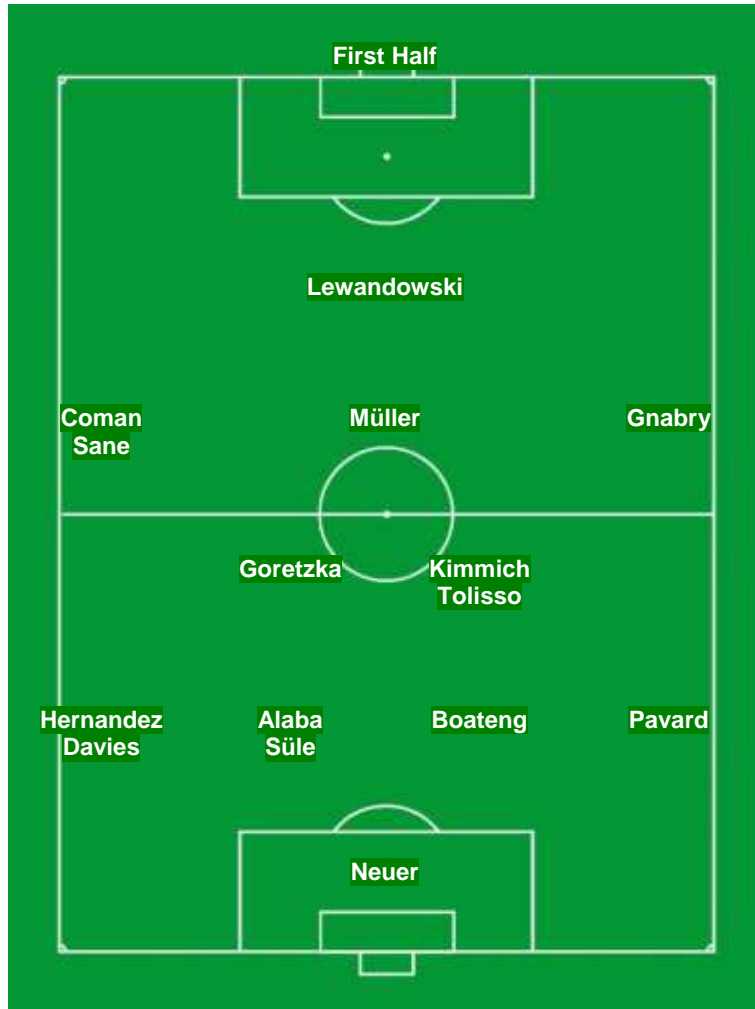 First Half
Lewandowski
Coman Müller Gnabry
Sane
Goretzka Kimmich
Tolisso
Hernandez Alaba Boateng Pavard
Davies Süle
Neuer